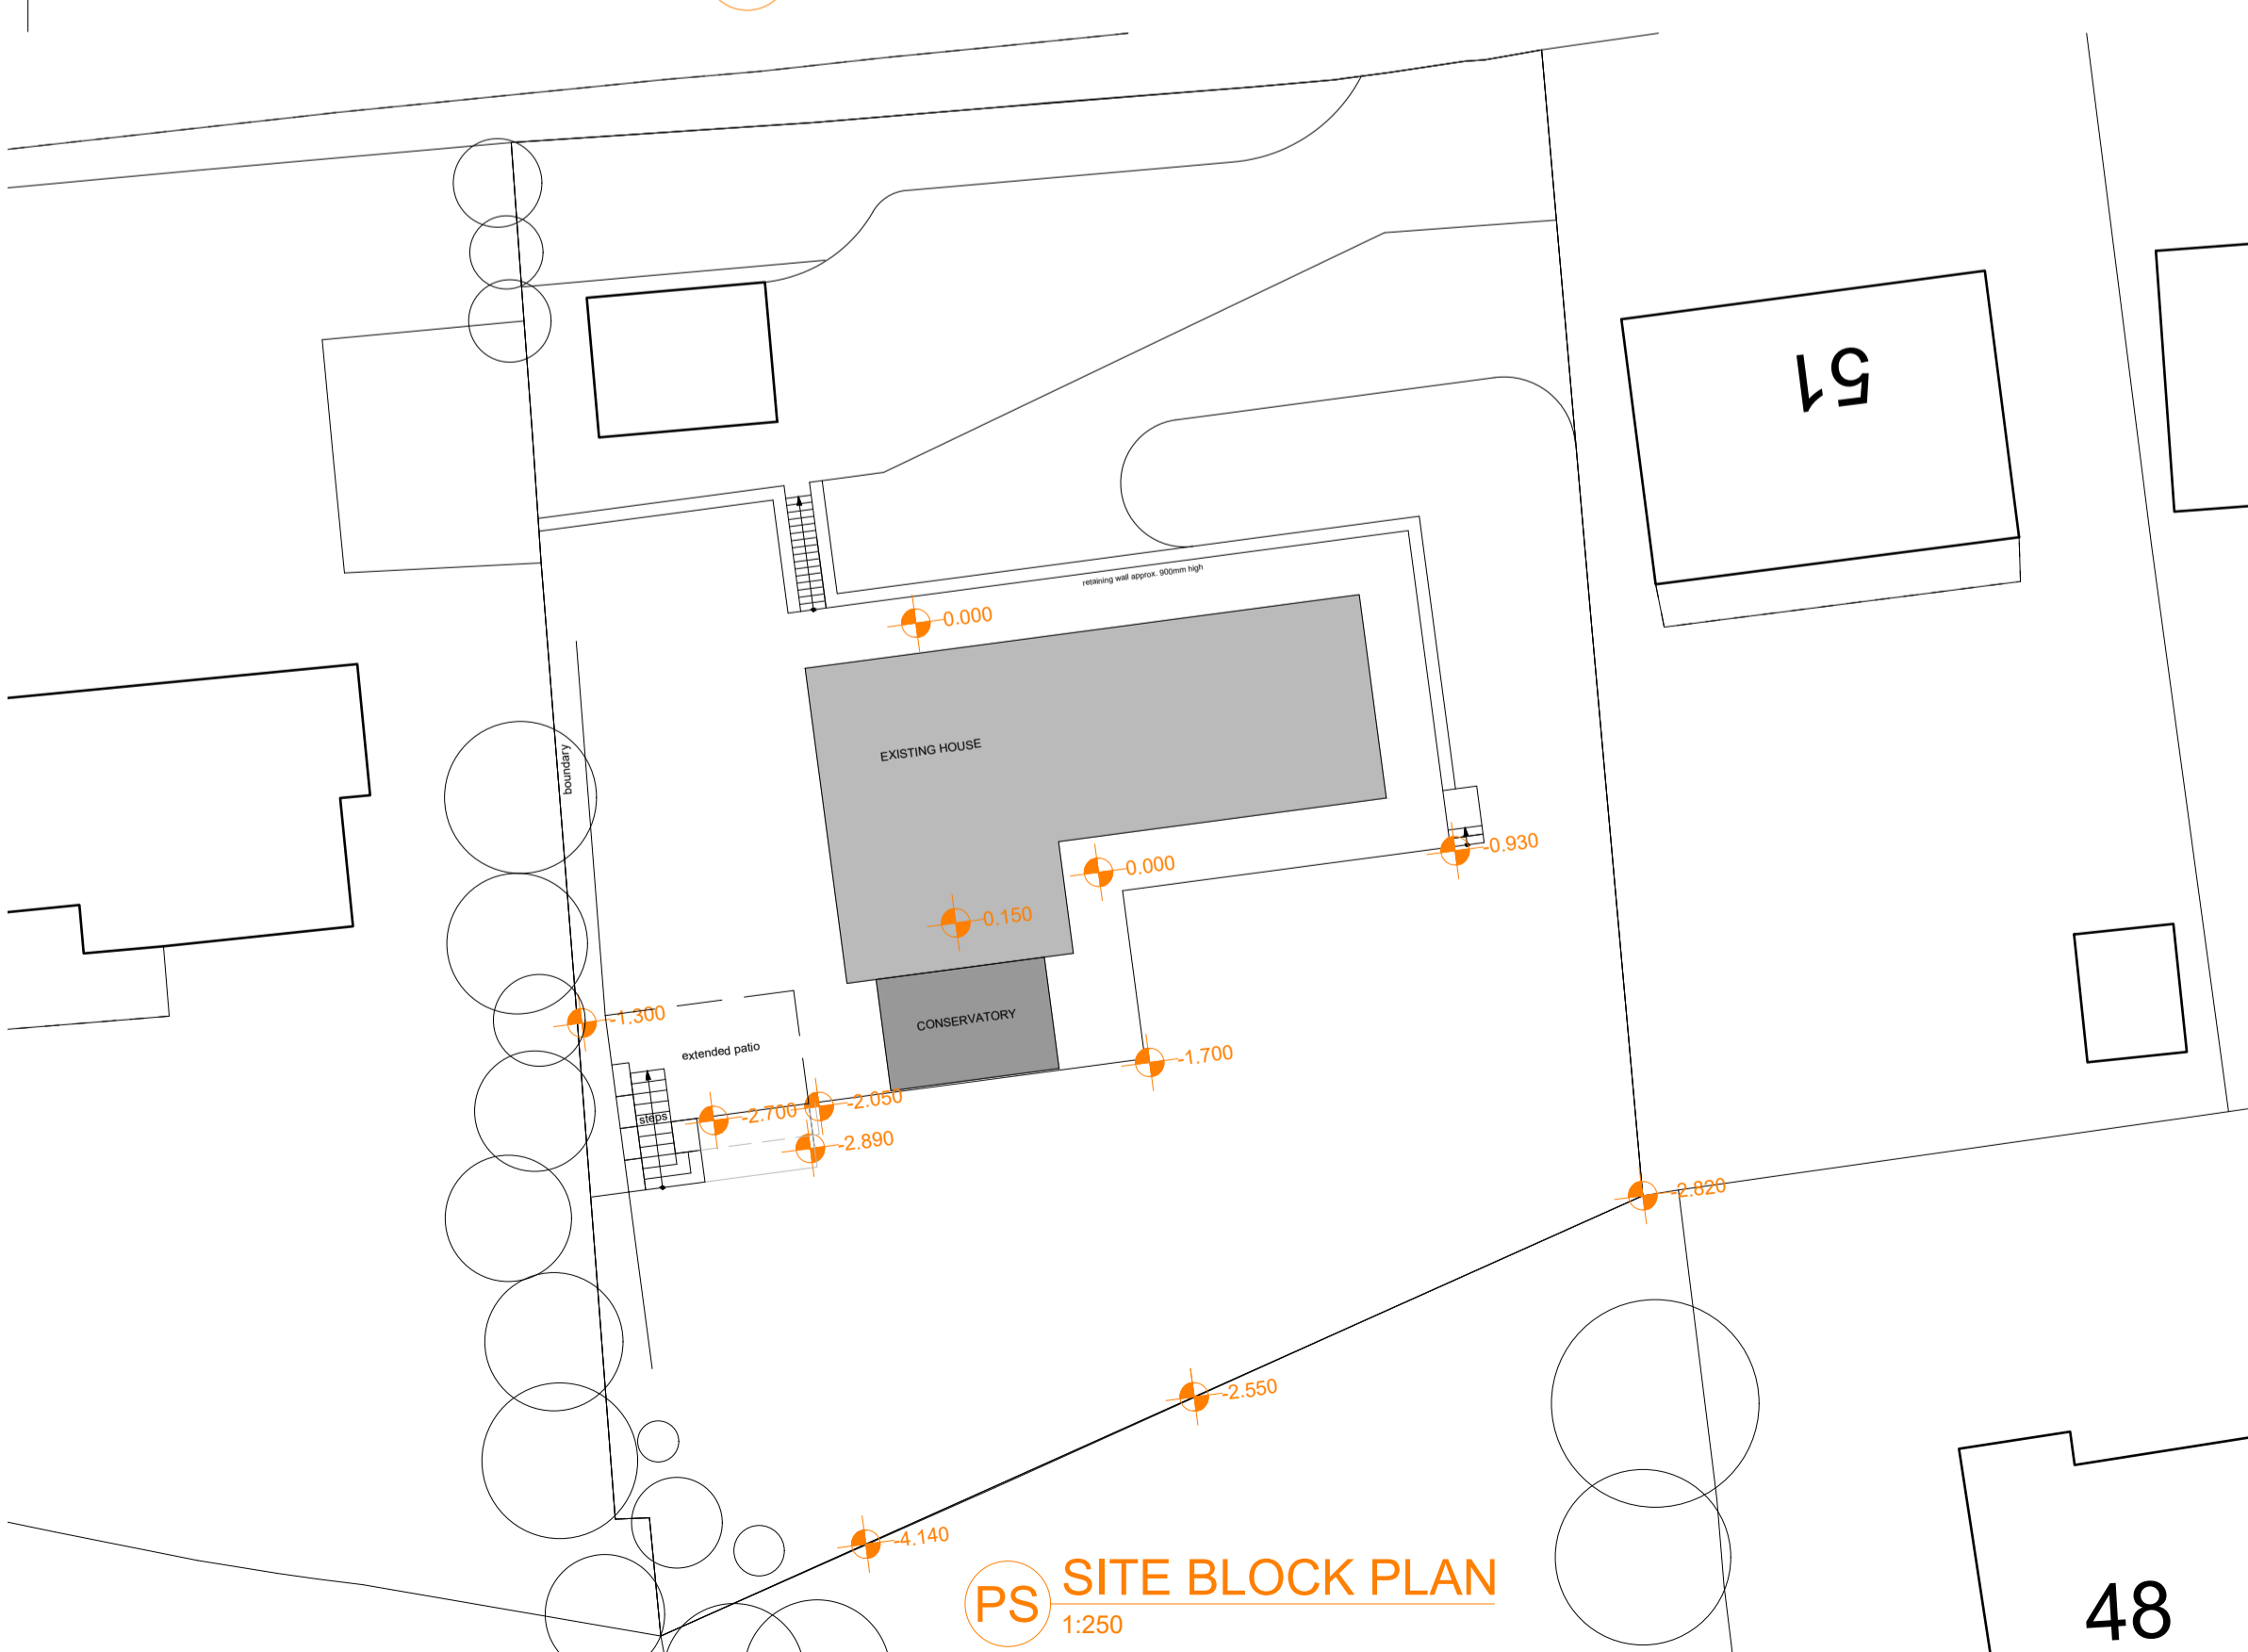 51
retaining wall approx. 900mm high
0.000
EXISTING HOUSE
boundary
-0.930
0.000
0.150
-1.300
CONSERVATORY
extended patio
-1.700
-2.050
-2.700
steps
-2.890
-2.820
-2.550
-4.140
PS
SITE BLOCK PLAN
1:250
48